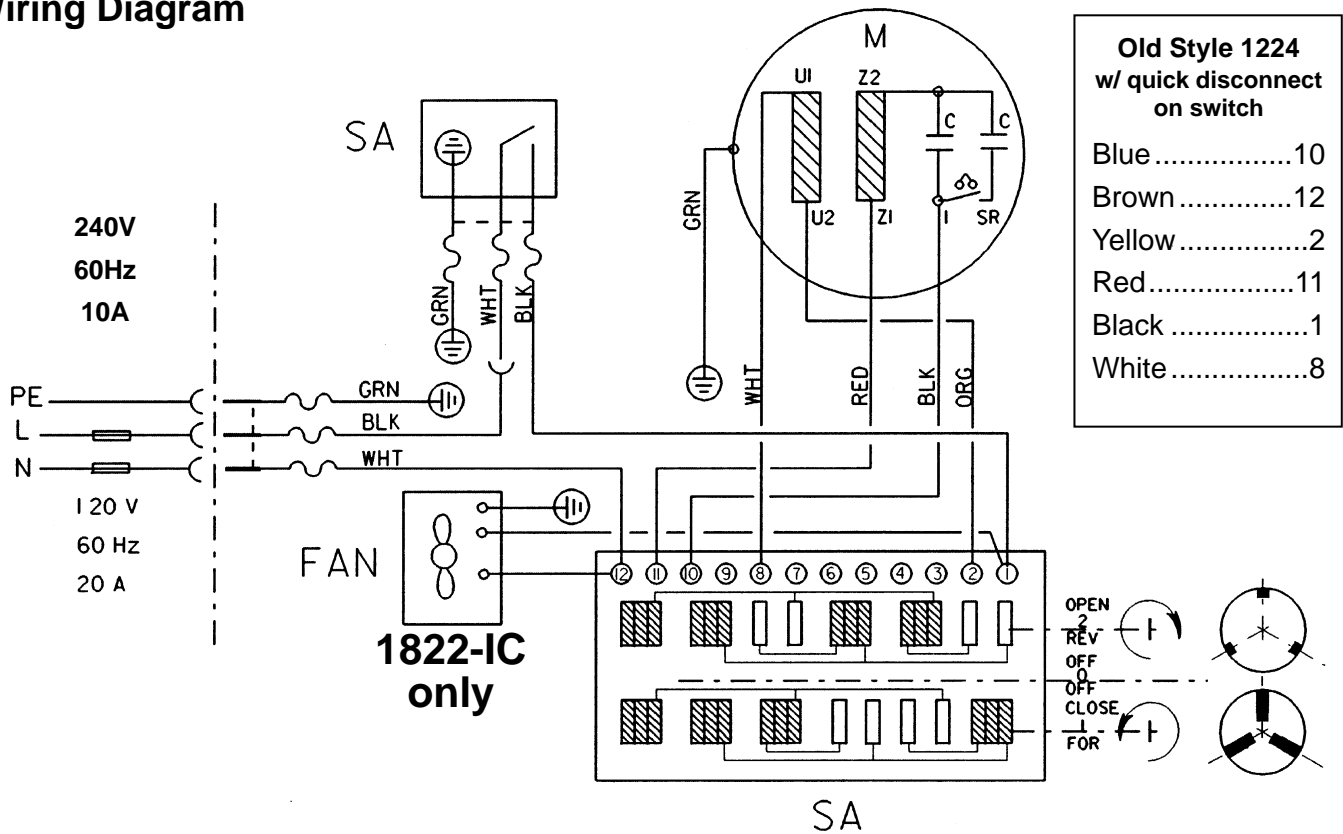 Wiring Diagram
SA
240V
60Hz
10A
GRN
WHT
BLK
PE
L
N
GRN
BLK
WHT
120 V
60 Hz
20 A
FAN
1822-IC
only
M
U1
Z2
C
C
U2
Z1
1
SR
GRN
WHT
RED
BLK
ORG
Old Style 1224
w/ quick disconnect
on switch
Blue.................10
Brown..............12
Yellow................2
Red..................11
Black .................1
White.................8
12 11 10 9 8 7 6 5 4 3 2 1
OPEN
2
REV
OFF
0
OFF
CLOSE
1
FOR
SA